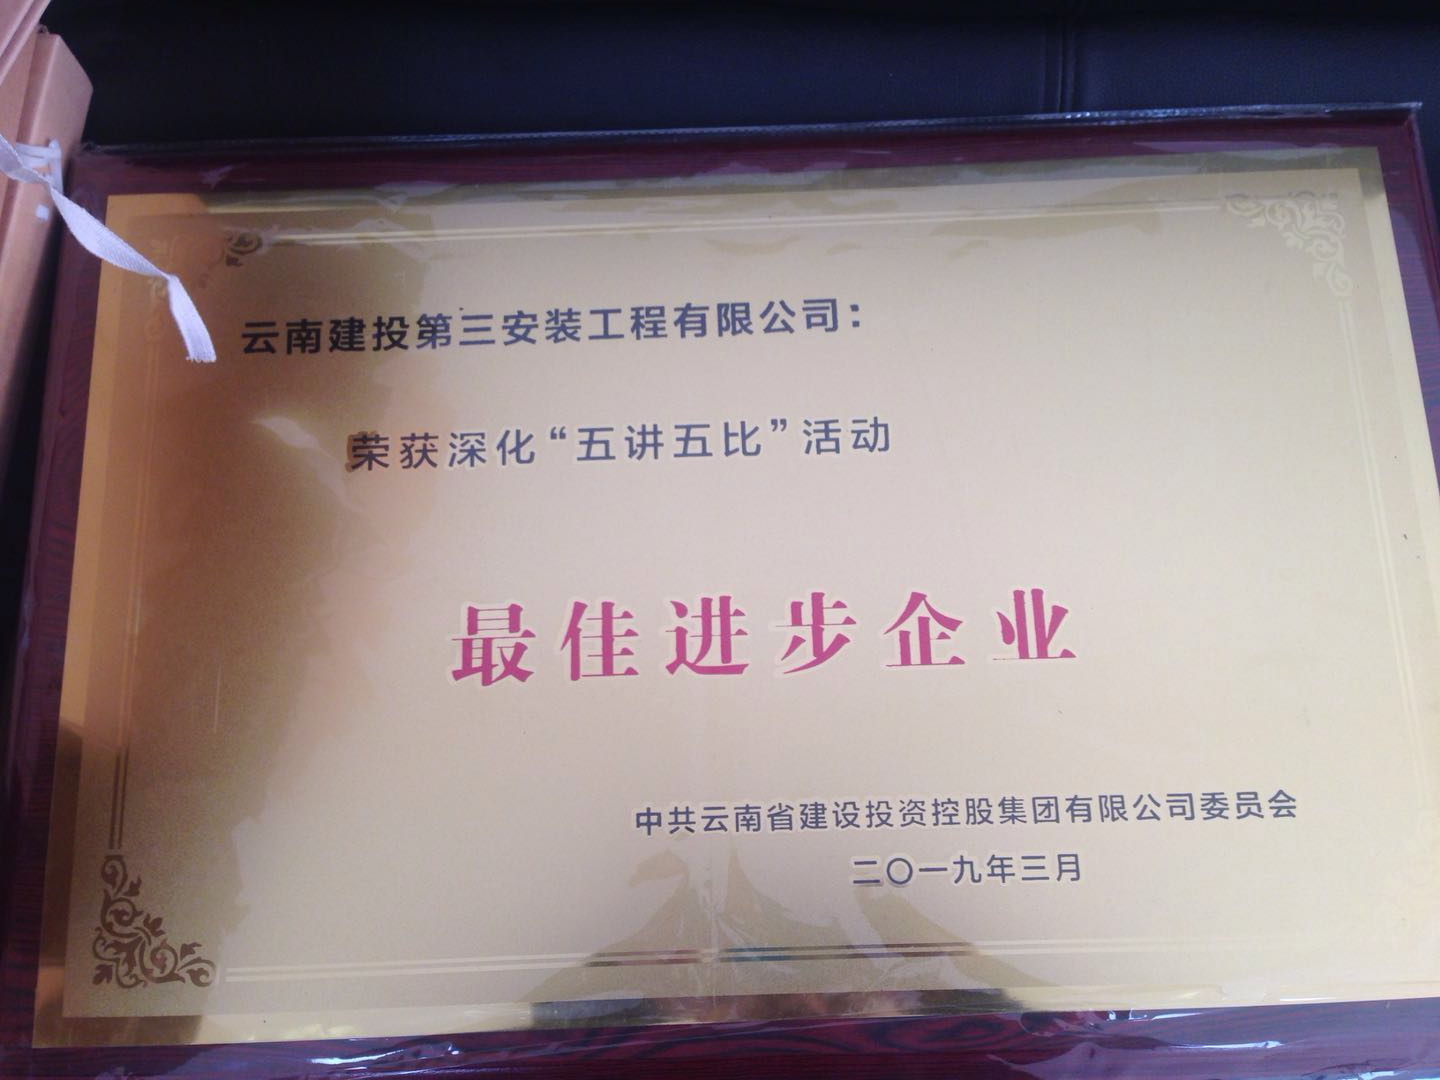 云南建投第三安装工程有限公司：
荣获深化“五讲五比”活动
最佳进步企业
中共云南省建设投资控股集团有限公司委员会
二〇一九年三月